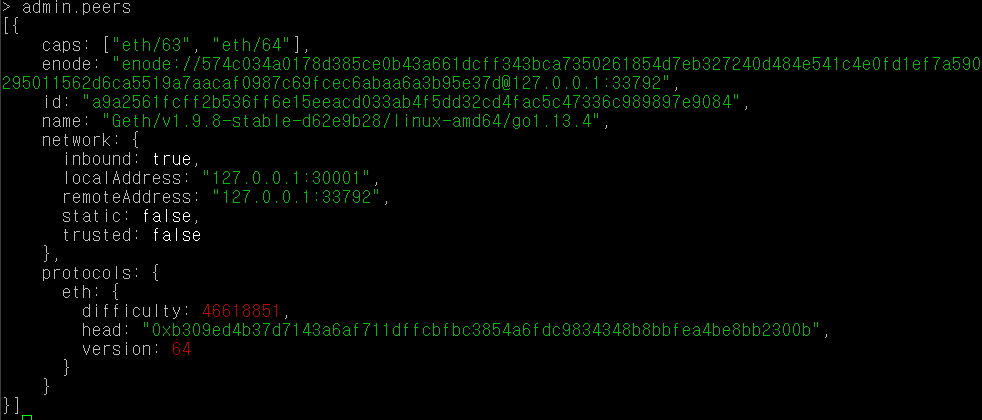 > admin.peers
[{
    caps: ["eth/63", "eth/64"],
    enode: "enode://574c034a0178d385ce0b43a661dcff343bca7350261854d7eb327240d484e541c4e0fd1ef7a590
295011562d6ca5519a7aacaf0987c69fcec6abaa6a3b95e37d@127.0.0.1:33792",
    id: "a9a2561fcff2b536ff6e15eeacd033ab4f5dd32cd4fac5c47336c989897e9084",
    name: "Geth/v1.9.8-stable-d62e9b28/linux-amd64/go1.13.4",
    network: {
      inbound: true,
      localAddress: "127.0.0.1:30001",
      remoteAddress: "127.0.0.1:33792",
      static: false,
      trusted: false
    },
    protocols: {
      eth: {
        difficulty: 46618851,
        head: "0xb309ed4b37d7143a6af711dffcbfbc3854a6fdc9834348b8bbfea4be8bb2300b",
        version: 64
      }
    }
}]